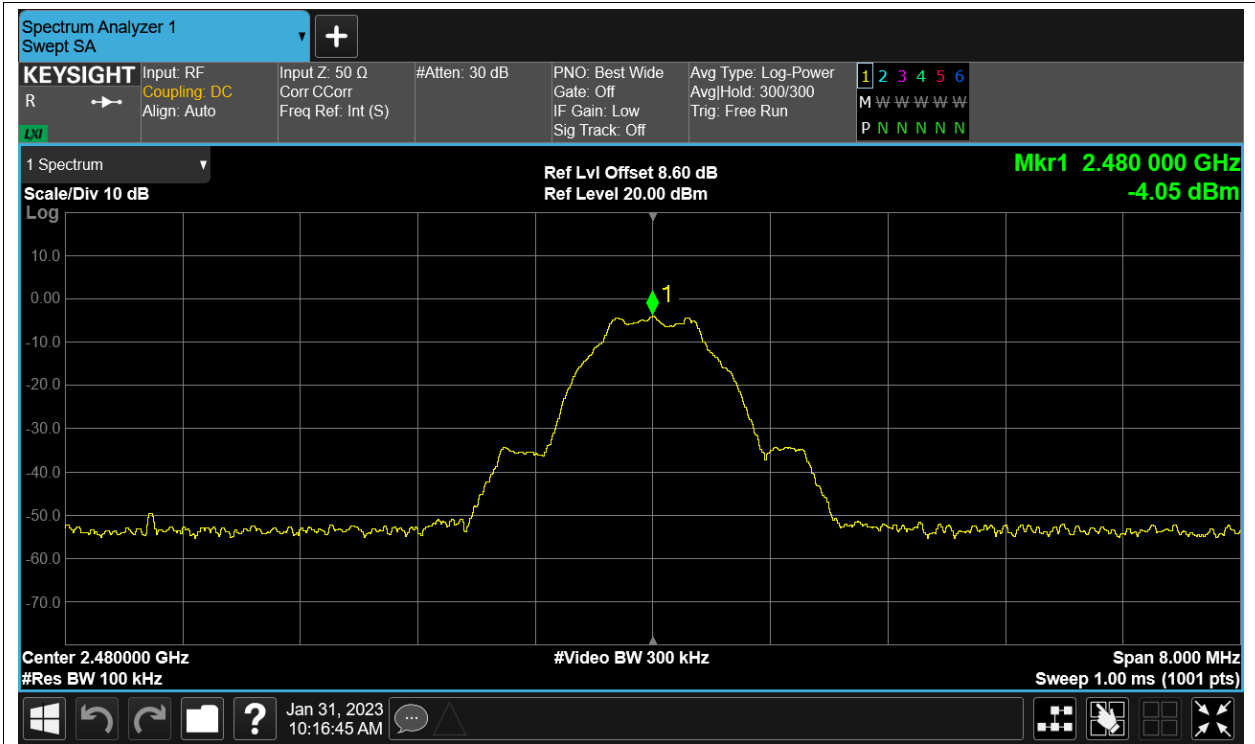 Spectrum Analyzer 1
Swept SA
+
KEYSIGHT
R
LXI
Input: RF
Coupling: DC
Align: Auto
Input Z: 50 Ω
Corr CCorr
Freq Ref: Int (S)
#Atten: 30 dB
PNO: Best Wide
Gate: Off
IF Gain: Low
Sig Track: Off
Avg Type: Log-Power
Avg|Hold: 300/300
Trig: Free Run
1 2 3 4 5 6
M W W W W W
P N N N N N
1 Spectrum
Scale/Div 10 dB
Log
Ref Lvl Offset 8.60 dB
Ref Level 20.00 dBm
Mkr1 2.480 000 GHz
-4.05 dBm
10.0
0.00
-10.0
-20.0
-30.0
-40.0
-50.0
-60.0
-70.0
1
Center 2.480000 GHz
#Res BW 100 kHz
#Video BW 300 kHz
Span 8.000 MHz
Sweep 1.00 ms (1001 pts)
?
Jan 31, 2023
10:16:45 AM